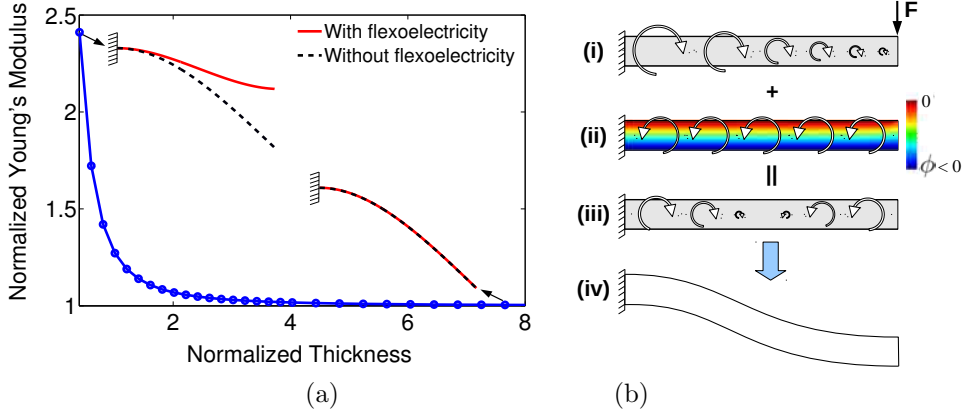 2.5
2
1.5
1
2
4
6
8
Normalized Young's Modulus
Normalized Thickness
With flexoelectricity
Without flexoelectricity
(a)
F
(i)
+
(ii)
0
ϕ < 0
=
(iii)
(iv)
(b)